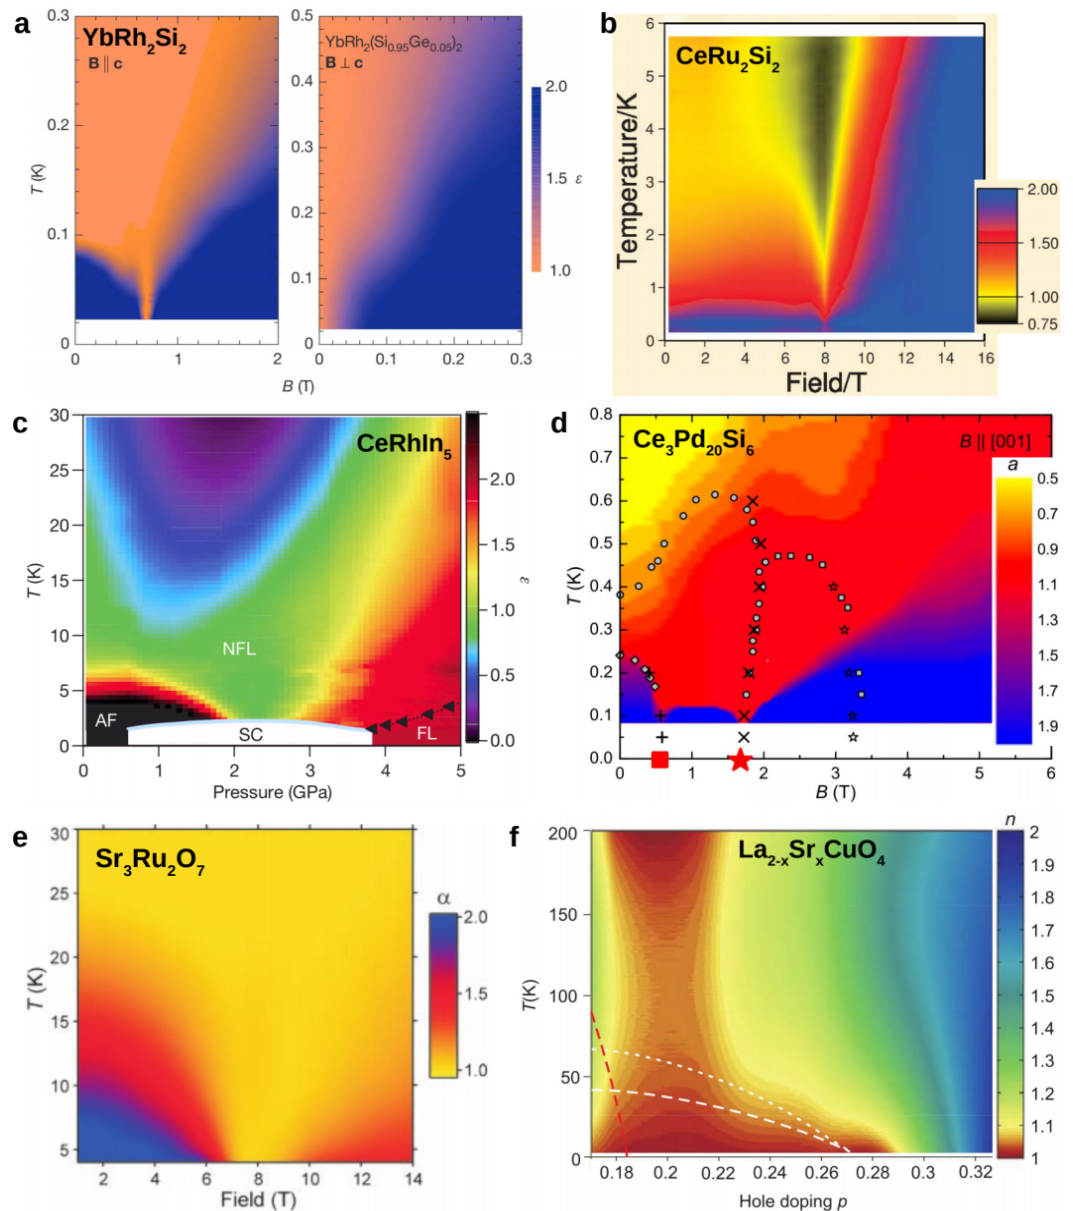 a
YbRh2Si2
B || c
0.3
0.2
0.1
0
0
1
2
T (K)
YbRh2(Si0.95Ge0.05)2
B ⊥ c
0.5
0.4
0.3
0.2
0.1
0
0
0.1
0.2
0.3
B (T)
2.0
1.5
1.0
ε
b
CeRu2Si2
6
5
4
3
2
1
0
0 2 4 6 8 10 12 14 16
Temperature/K
Field/T
2.00
1.50
1.00
0.75
c
CeRhIn5
30
25
20
15
10
5
0
0 1 2 3 4 5
T (K)
Pressure (GPa)
NFL
AF
SC
FL
2.0
1.0
0.0
ε
d
Ce3Pd20Si6
B || [001]
0.8
0.7
0.6
0.5
0.4
0.3
0.2
0.1
0.0
0 1 2 3 4 5 6
T (K)
B (T)
a
0.5
0.7
0.9
1.1
1.3
1.5
1.7
1.9
e
Sr3Ru2O7
30
25
20
15
10
5
2 4 6 8 10 12 14
T (K)
Field (T)
α
2.0
1.5
1.0
f
La2-xSrxCuO4
200
150
100
50
0
0.18 0.2 0.22 0.24 0.26 0.28 0.3 0.32
T(K)
Hole doping p
n
2
1.9
1.8
1.7
1.6
1.5
1.4
1.3
1.2
1.1
1